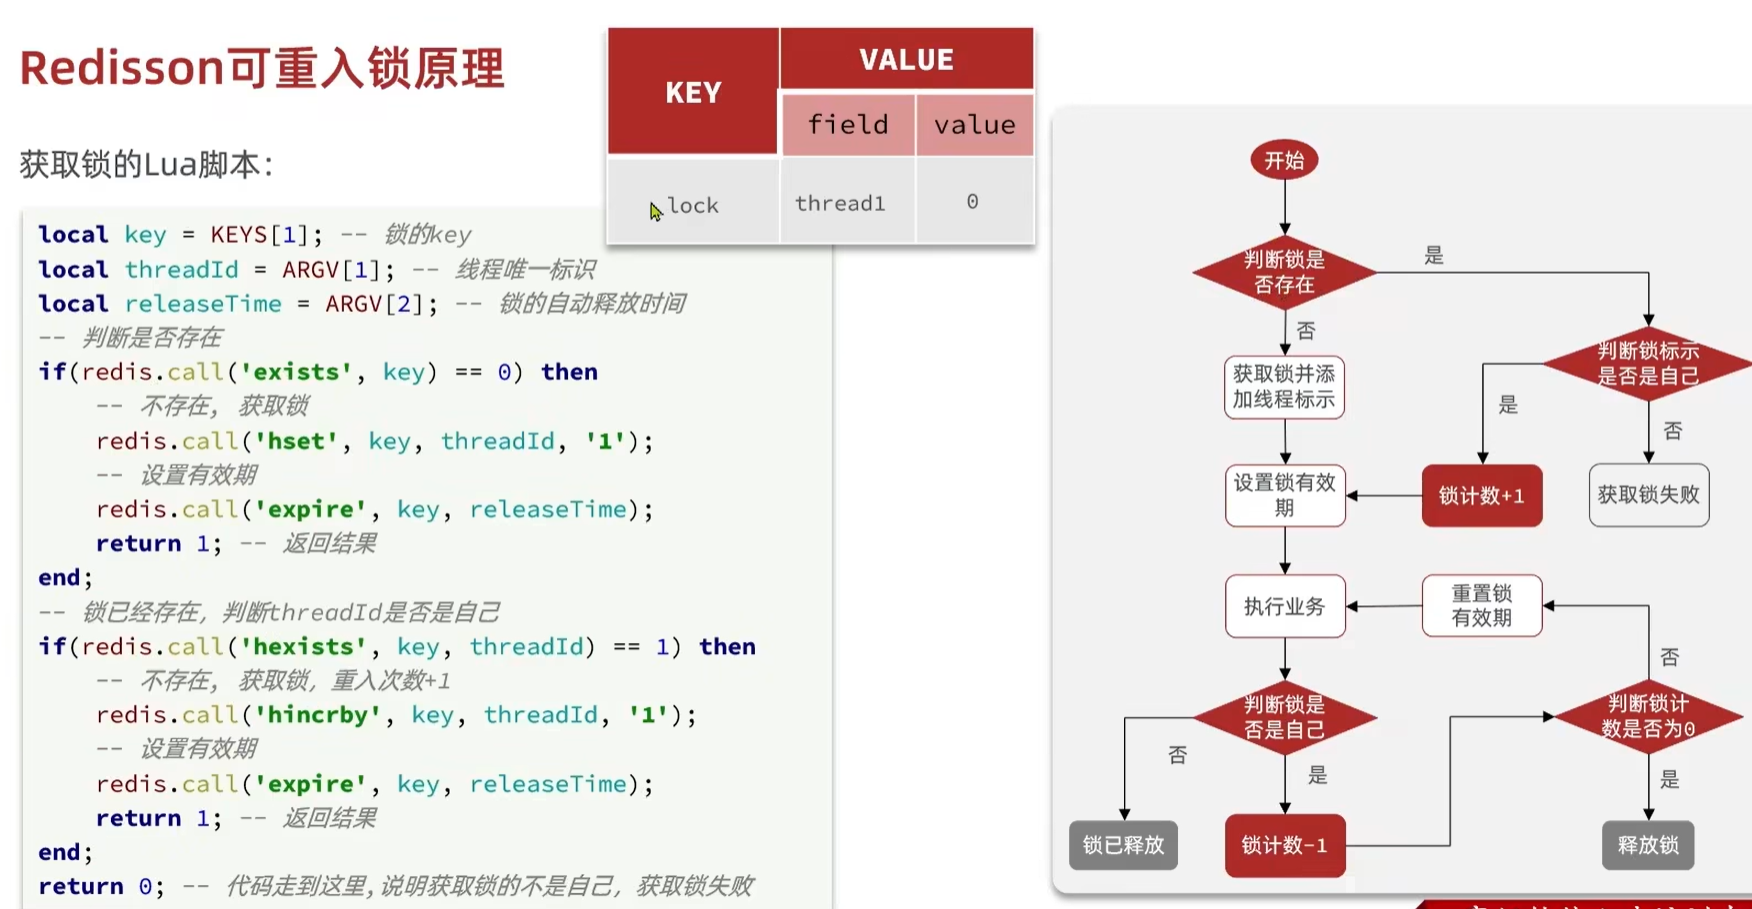 Redisson可重入锁原理
KEY
VALUE
field
value
lock
thread1
0
获取锁的Lua脚本：
local key = KEYS[1]; -- 锁的key
local threadId = ARGV[1]; -- 线程唯一标识
local releaseTime = ARGV[2]; -- 锁的自动释放时间
-- 判断是否存在
if(redis.call('exists', key) == 0) then
-- 不存在, 获取锁
redis.call('hset', key, threadId, '1');
-- 设置有效期
redis.call('expire', key, releaseTime);
return 1; -- 返回结果
end;
-- 锁已经存在，判断threadId是否是自己
if(redis.call('hexists', key, threadId) == 1) then
-- 不存在, 获取锁，重入次数+1
redis.call('hincrby', key, threadId, '1');
-- 设置有效期
redis.call('expire', key, releaseTime);
return 1; -- 返回结果
end;
return 0; -- 代码走到这里,说明获取锁的不是自己，获取锁失败
开始
判断锁是
否存在
是
否
判断锁标示
是否是自己
获取锁并添
加线程标示
是
否
设置锁有效
期
锁计数+1
获取锁失败
执行业务
重置锁
有效期
否
判断锁是
否是自己
判断锁计
数是否为0
否
是
是
锁已释放
锁计数-1
释放锁